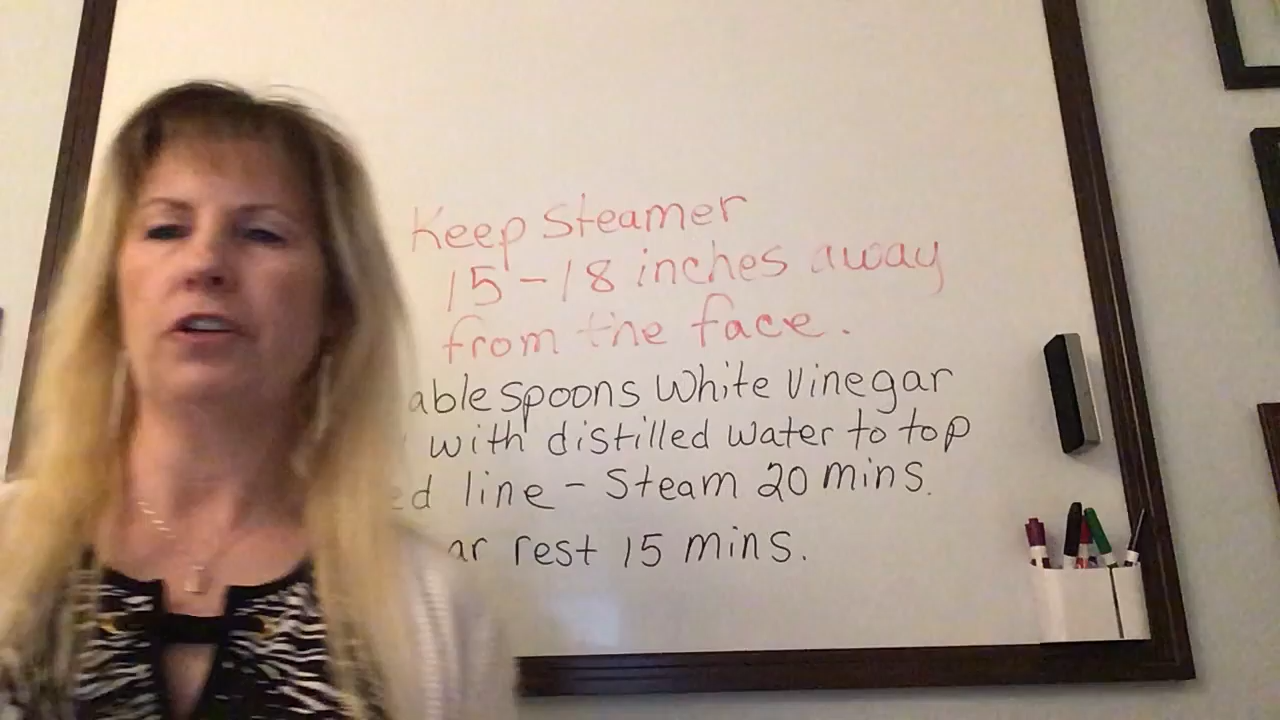 Keep Steamer
15-18 inches away
from the face.
ablespoons White Vinegar
with distilled water to top
ed line - Steam 20 mins.
ar rest 15 mins.